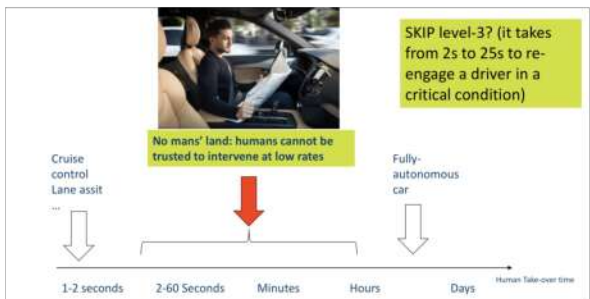 SKIP level-3? (it takes
from 2s to 25s to re-
engage a driver in a
critical condition)
No mans' land: humans cannot be
trusted to intervene at low rates
Cruise
control
Lane assit
...
Fully-
autonomous
car
Human Take-over time
1-2 seconds
2-60 Seconds
Minutes
Hours
Days